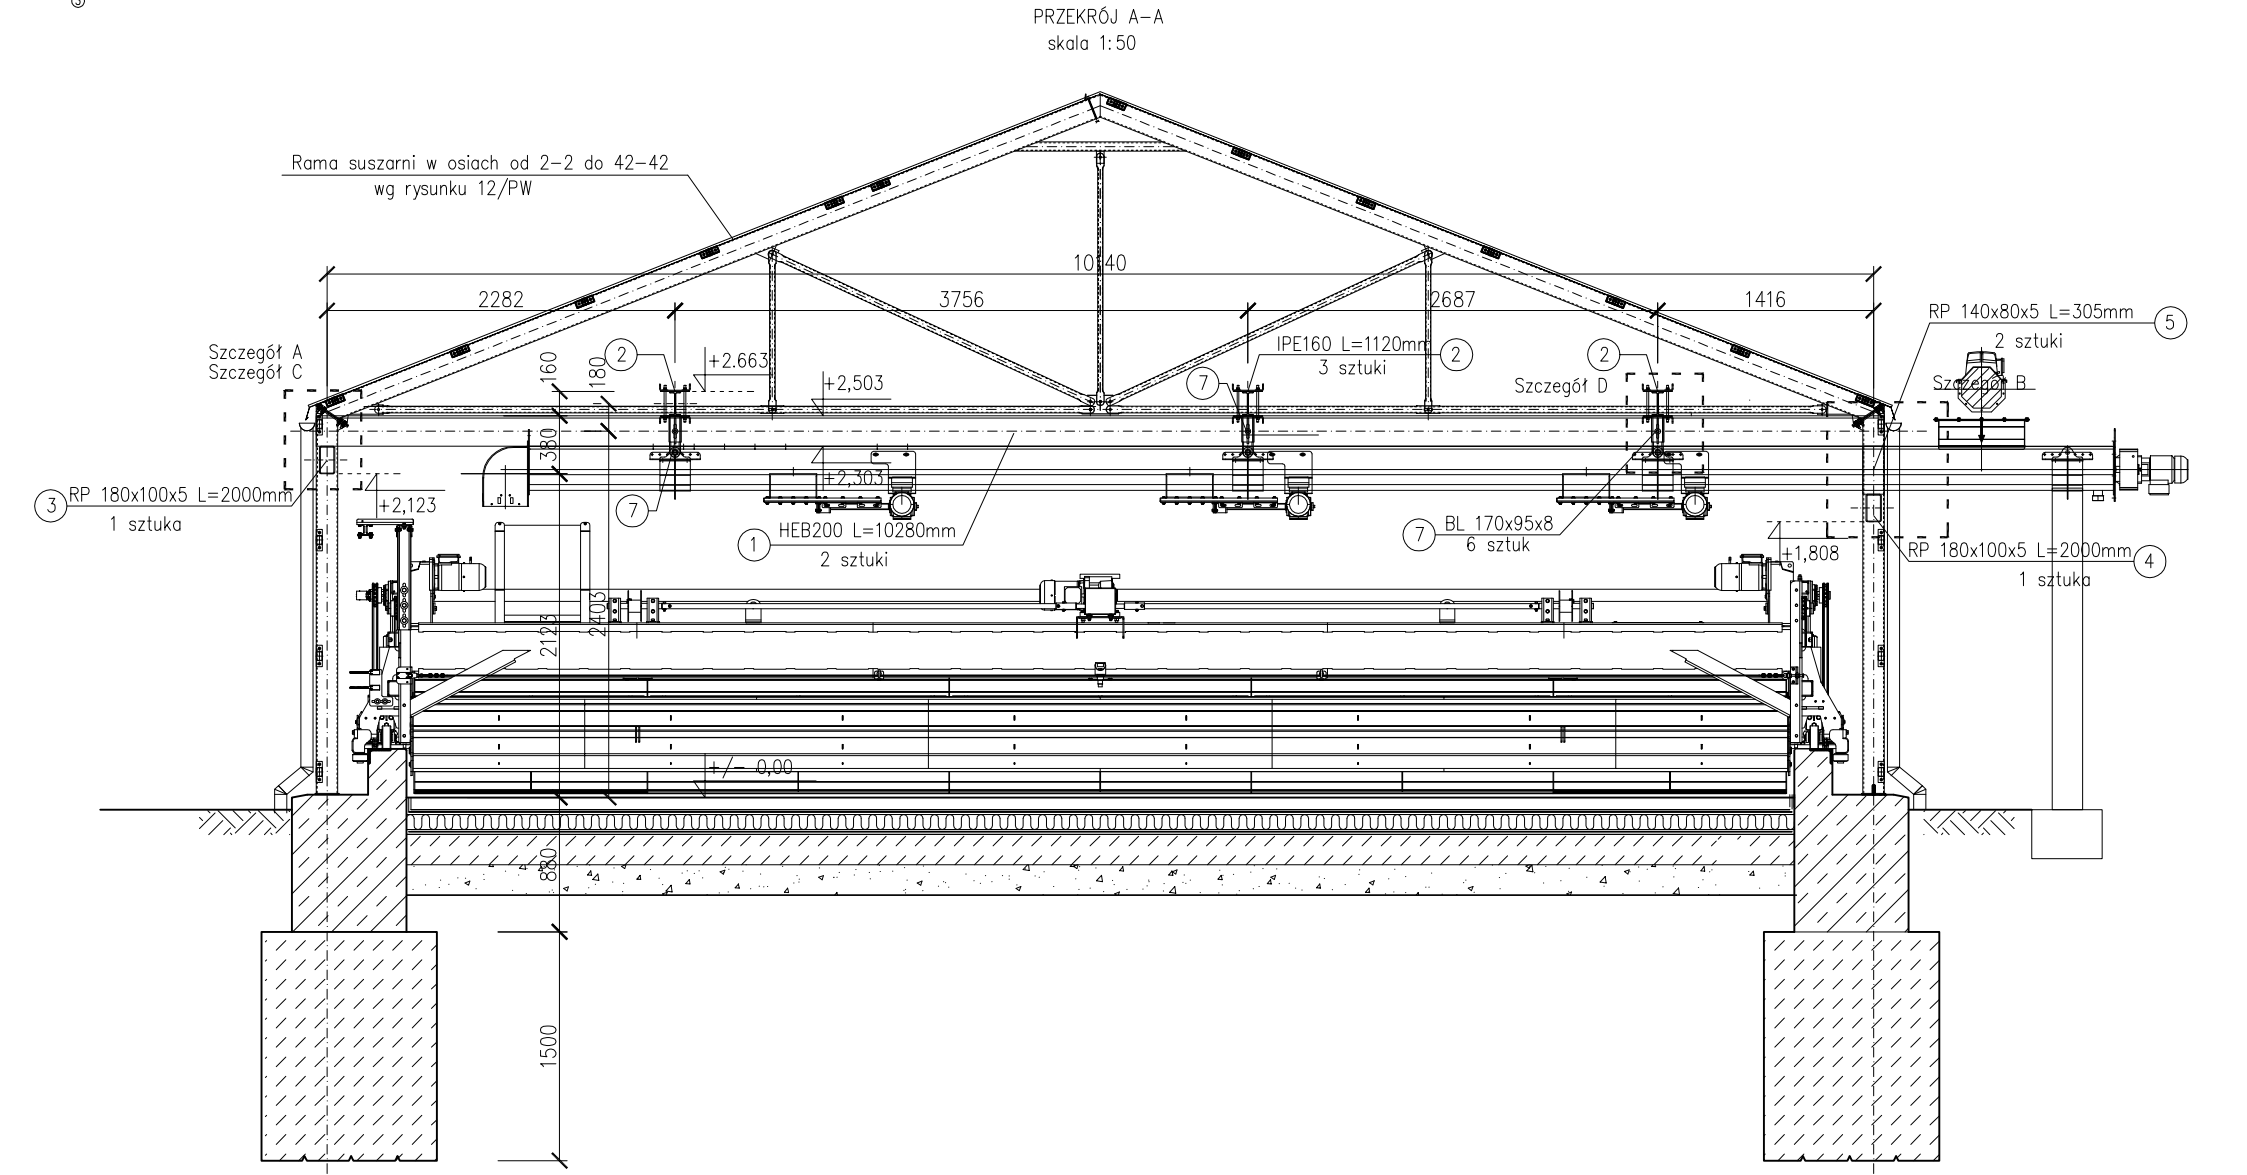 3
PRZEKRÓJ A-A
skala 1:50
Rama suszarni w osiach od 2-2 do 42-42
wg rysunku 12/PW
10140
2282
3756
2687
1416
RP 140x80x5 L=305mm
5
2 sztuki
Szczegół A
Szczegół C
160
180
2
+2.663
+2,503
7
IPE160 L=1120mm
2
3 sztuki
2
Szczegół D
Szczegół B
380
3
RP 180x100x5 L=2000mm
1 sztuka
+2,123
7
+2,303
1
HEB200 L=10280mm
2 sztuki
7
BL 170x95x8
6 sztuk
+1,808
RP 180x100x5 L=2000mm
4
1 sztuka
2123
2403
+/- 0,00
880
1500